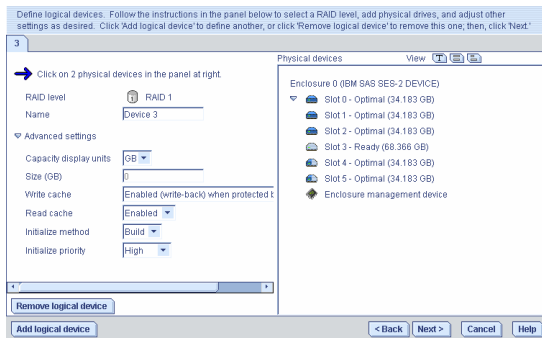 Define logical devices. Follow the instructions in the panel below to select a RAID level, add physical drives, and adjust other
settings as desired. Click 'Add logical device' to define another, or click 'Remove logical device' to remove this one; then, click 'Next.'
3
Click on 2 physical devices in the panel at right.
RAID level RAID 1
Name Device 3
Advanced settings
Capacity display units GB
Size (GB) 0
Write cache Enabled (write-back) when protected b
Read cache Enabled
Initialize method Build
Initialize priority High
Remove logical device
Physical devices View T
Enclosure 0 (IBM SAS SES-2 DEVICE)
Slot 0 - Optimal (34.183 GB)
Slot 1 - Optimal (34.183 GB)
Slot 2 - Optimal (34.183 GB)
Slot 3 - Ready (68.366 GB)
Slot 4 - Optimal (34.183 GB)
Slot 5 - Optimal (34.183 GB)
Enclosure management device
Add logical device < Back Next > Cancel Help